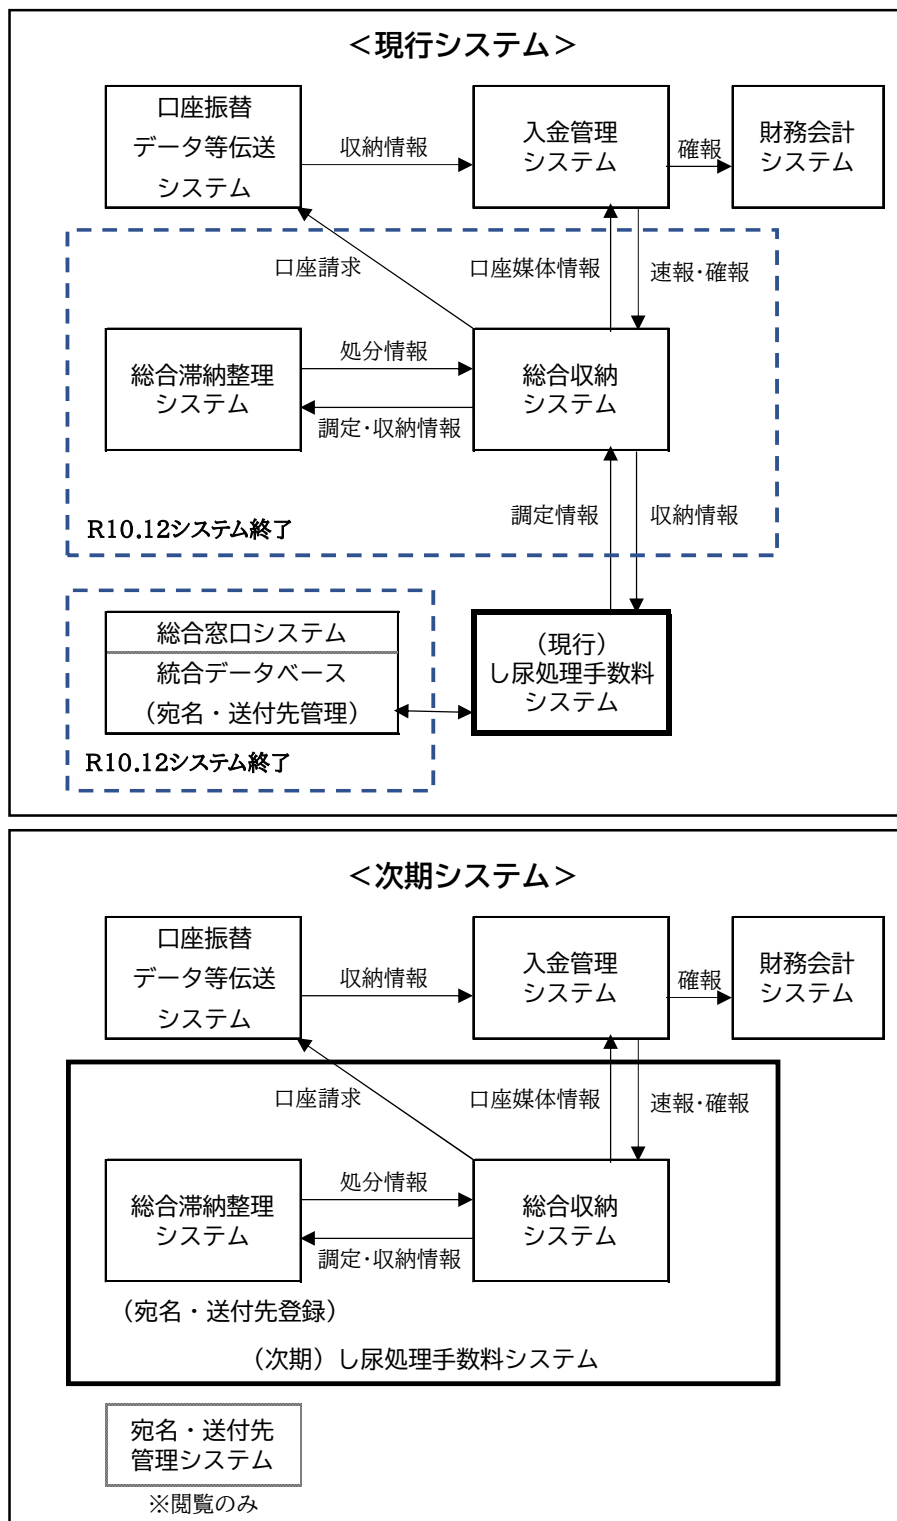 ＜現行システム＞
口座振替
データ等伝送
システム
収納情報
入金管理
システム
確報
財務会計
システム
口座請求
口座媒体情報
速報・確報
総合滞納整理
システム
処分情報
調定・収納情報
総合収納
システム
R10.12システム終了
調定情報
収納情報
総合窓口システム
統合データベース
（宛名・送付先管理）
（現行）
し尿処理手数料
システム
R10.12システム終了
＜次期システム＞
口座振替
データ等伝送
システム
収納情報
入金管理
システム
確報
財務会計
システム
口座請求
口座媒体情報
速報・確報
総合滞納整理
システム
処分情報
調定・収納情報
総合収納
システム
（宛名・送付先登録）
（次期）し尿処理手数料システム
宛名・送付先
管理システム
※閲覧のみ